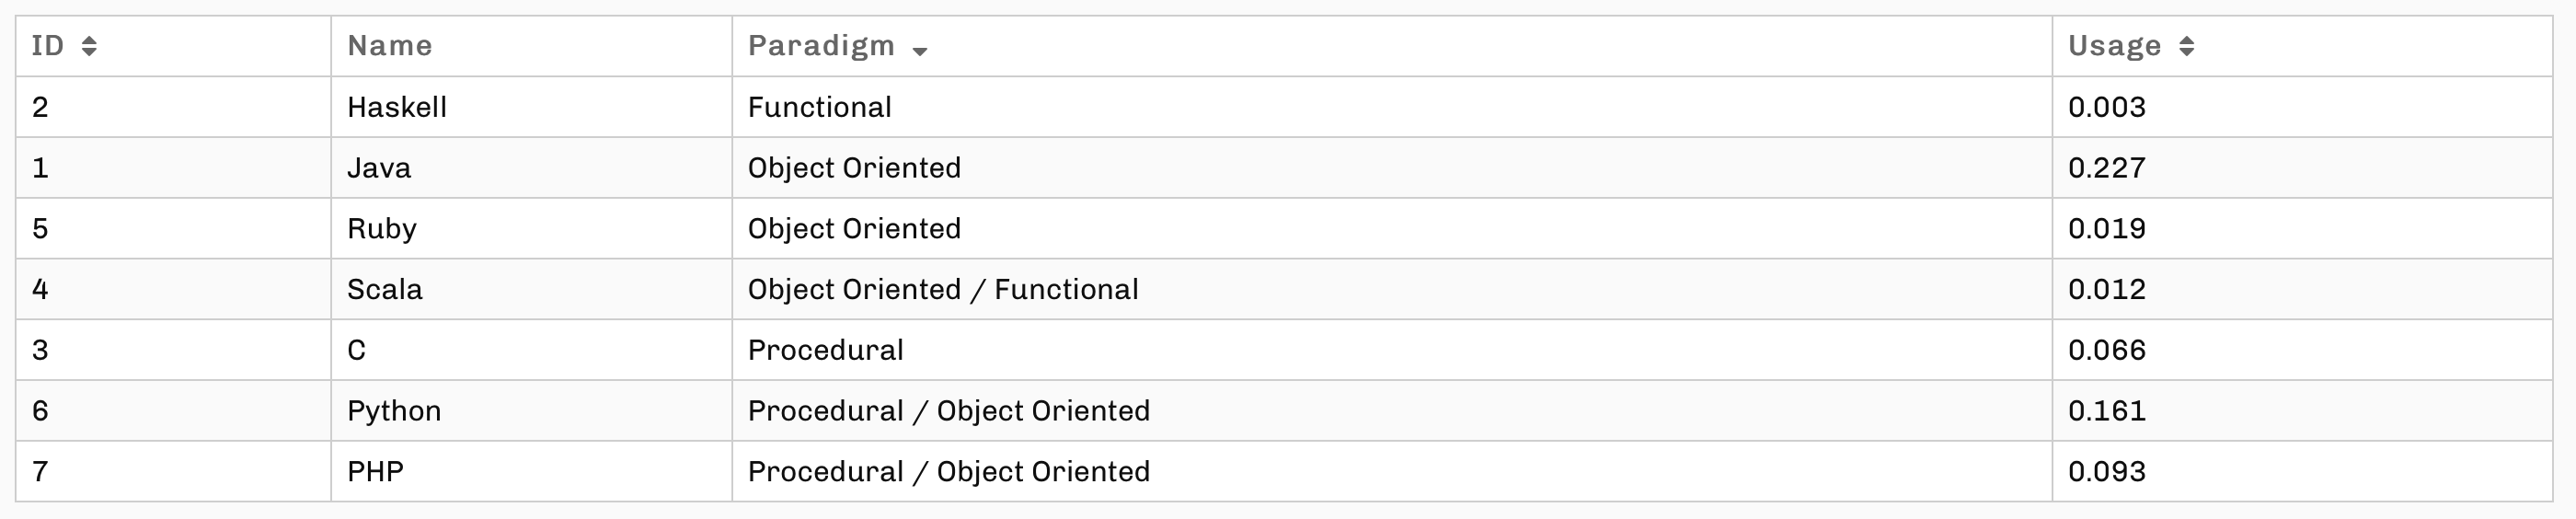 ID Name Paradigm Usage
2 Haskell Functional 0.003
1 Java Object Oriented 0.227
5 Ruby Object Oriented 0.019
4 Scala Object Oriented / Functional 0.012
3 C Procedural 0.066
6 Python Procedural / Object Oriented 0.161
7 PHP Procedural / Object Oriented 0.093